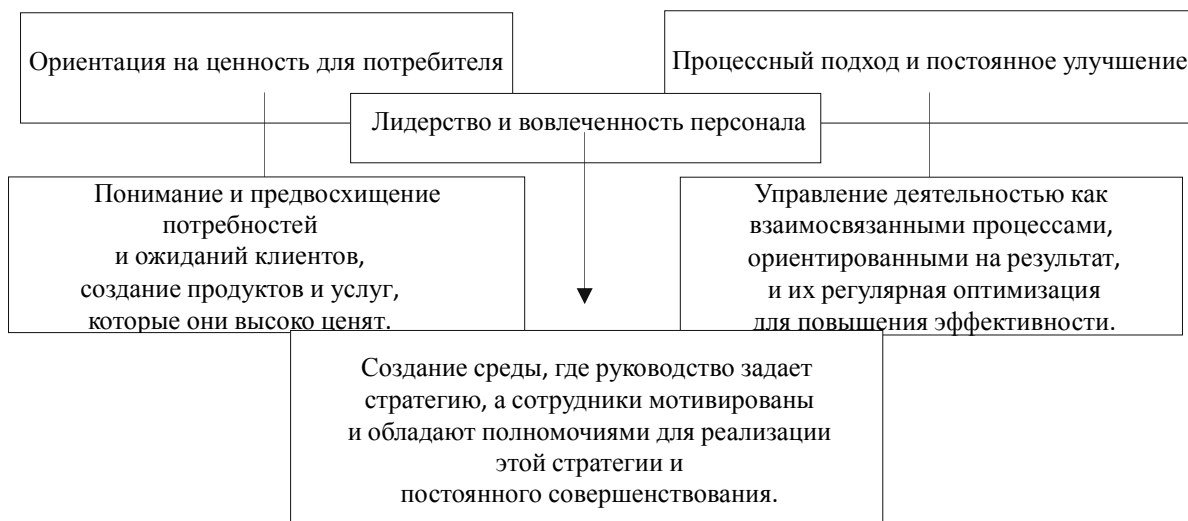 Ориентация на ценность для потребителя
Процессный подход и постоянное улучшение
Лидерство и вовлеченность персонала
Понимание и предвосхищение
потребностей
и ожиданий клиентов,
создание продуктов и услуг,
которые они высоко ценят.
Управление деятельностью как
взаимосвязанными процессами,
ориентированными на результат,
и их регулярная оптимизация
для повышения эффективности.
Создание среды, где руководство задает
стратегию, а сотрудники мотивированы
и обладают полномочиями для реализации
этой стратегии и
постоянного совершенствования.